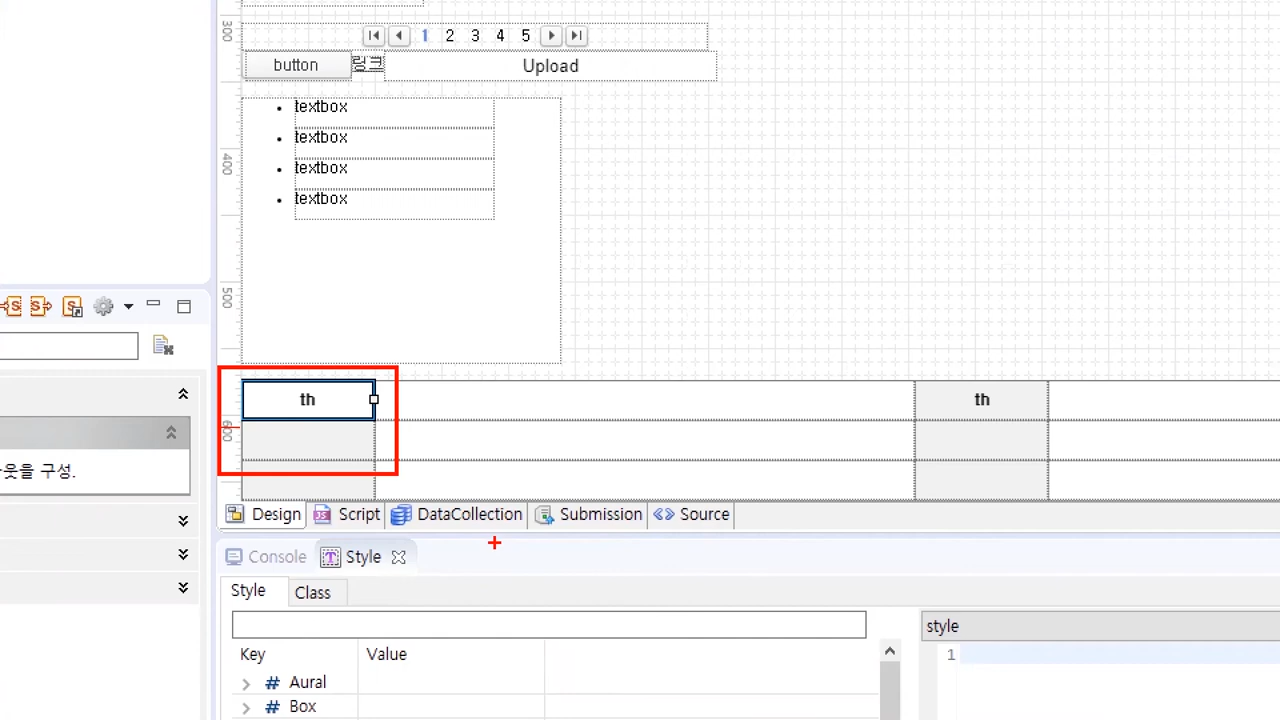 300
1 2 3 4 5
button 링크 Upload
textbox
textbox
400
textbox
textbox
500
th th
600
웃을 구성.
Design Script DataCollection Submission Source
Console Style
Style Class
style
Key Value
1
# Aural
# Box